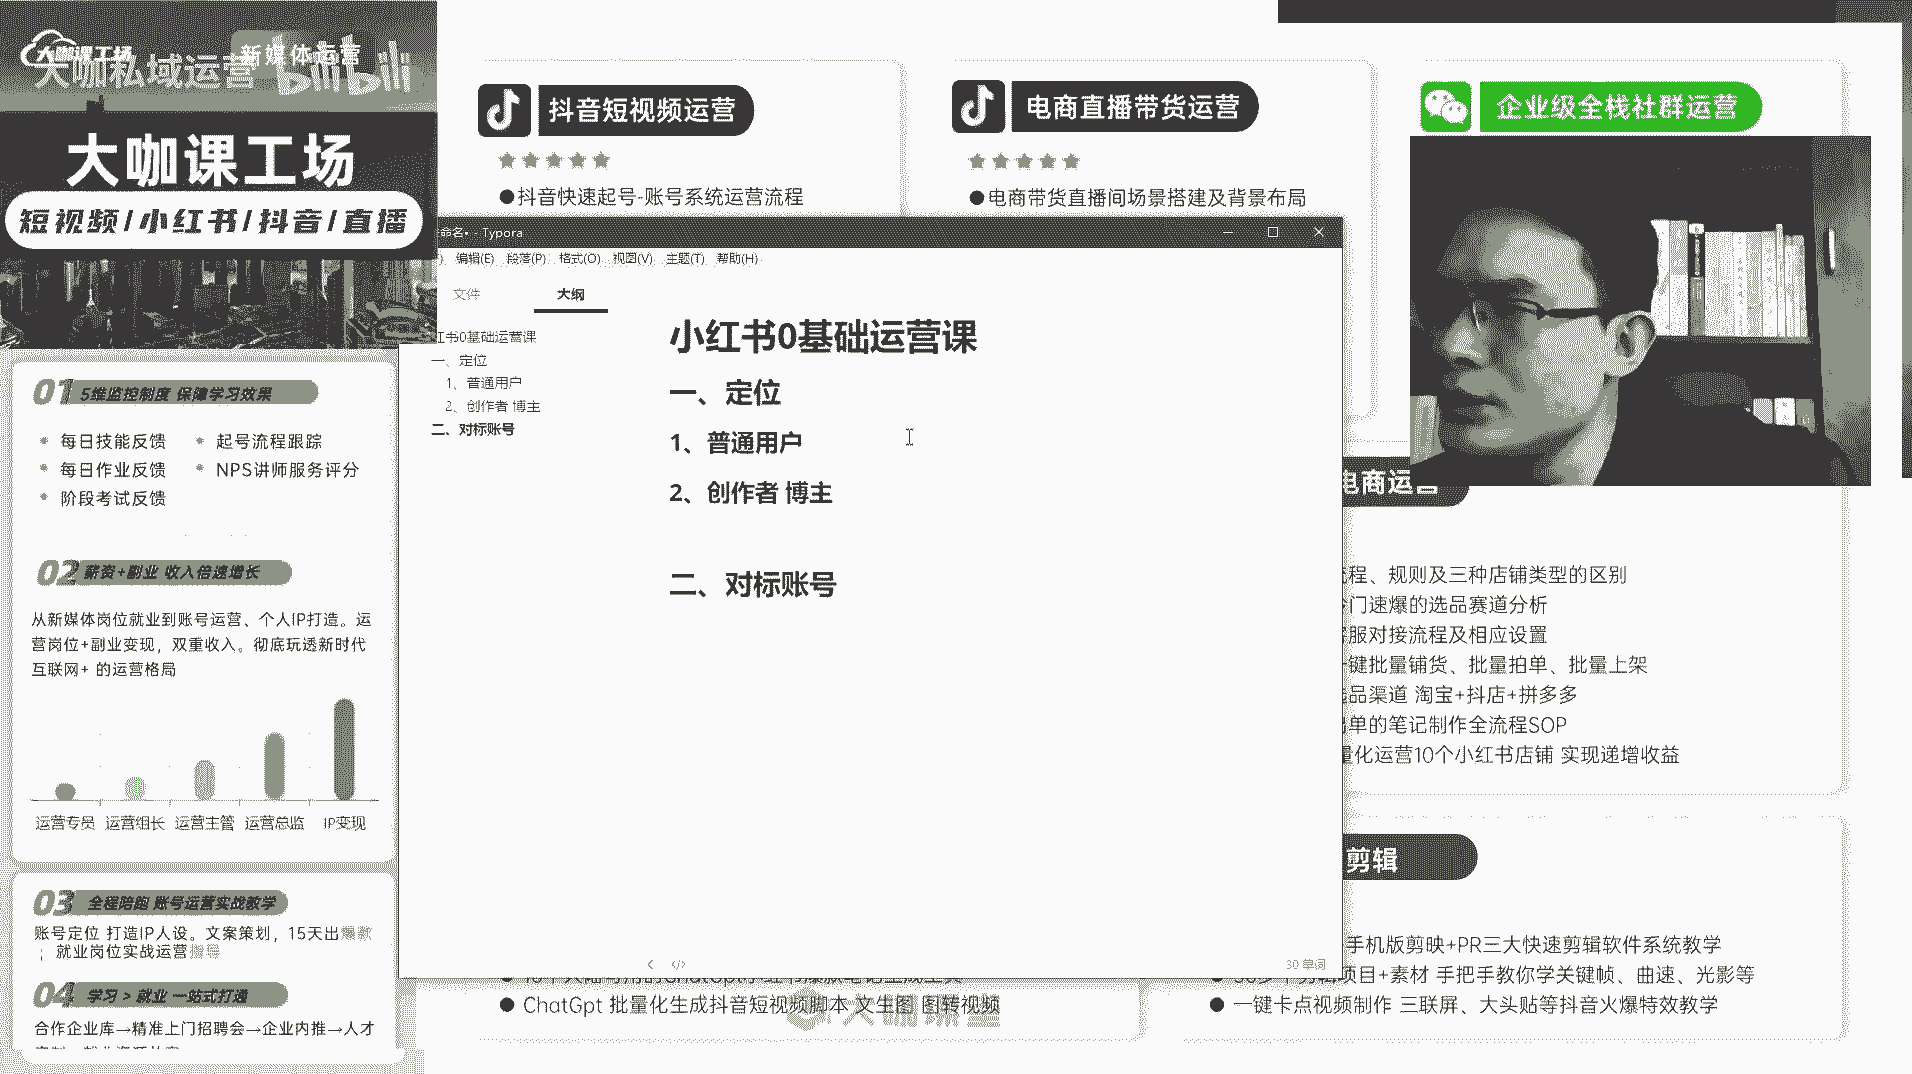 大咖课工场
新媒体运营
大咖私域运营
bilibili
大咖课工场
短视频/小红书/抖音/直播
01 5维监控制度 保障学习效果
每日技能反馈
起号流程跟踪
每日作业反馈
NPS讲师服务评分
阶段考试反馈
02 薪资+副业 收入倍速增长
从新媒体岗位就业到账号运营、个人IP打造。运
营岗位+副业变现，双重收入。彻底玩透新时代
互联网+ 的运营格局
运营专员 运营组长 运营主管 运营总监 IP变现
03 全程陪跑 账号运营实战教学
账号定位 打造IP人设。文案策划，15天出爆款
；就业岗位实战运营指导
04 学习 > 就业 一站式打通
合作企业库→精准上门招聘会→企业内推→人才
抖音短视频运营
●抖音快速起号-账号系统运营流程
电商直播带货运营
●电商带货直播间场景搭建及背景布局
企业级全栈社群运营
命名• - Typora
编辑(E) 段落(P) 格式(O) 视图(V) 主题(T) 帮助(H)
文件 大纲
红书0基础运营课
一、定位
1、普通用户
2、创作者 博主
二、对标账号
小红书0基础运营课
一、定位
1、普通用户
2、创作者 博主
二、对标账号
30 单词
电商运营
程、规则及三种店铺类型的区别
门速爆的选品赛道分析
服对接流程及相应设置
键批量铺货、批量拍单、批量上架
品渠道 淘宝+抖店+拼多多
单的笔记制作全流程SOP
量化运营10个小红书店铺 实现递增收益
剪辑
手机版剪映+PR三大快速剪辑软件系统教学
项目+素材 手把手教你学关键帧、曲速、光影等
●一键卡点视频制作 三联屏、大头贴等抖音火爆特效教学
● ChatGpt 批量化生成抖音短视频脚本 文生图 图转视频
大咖课堂